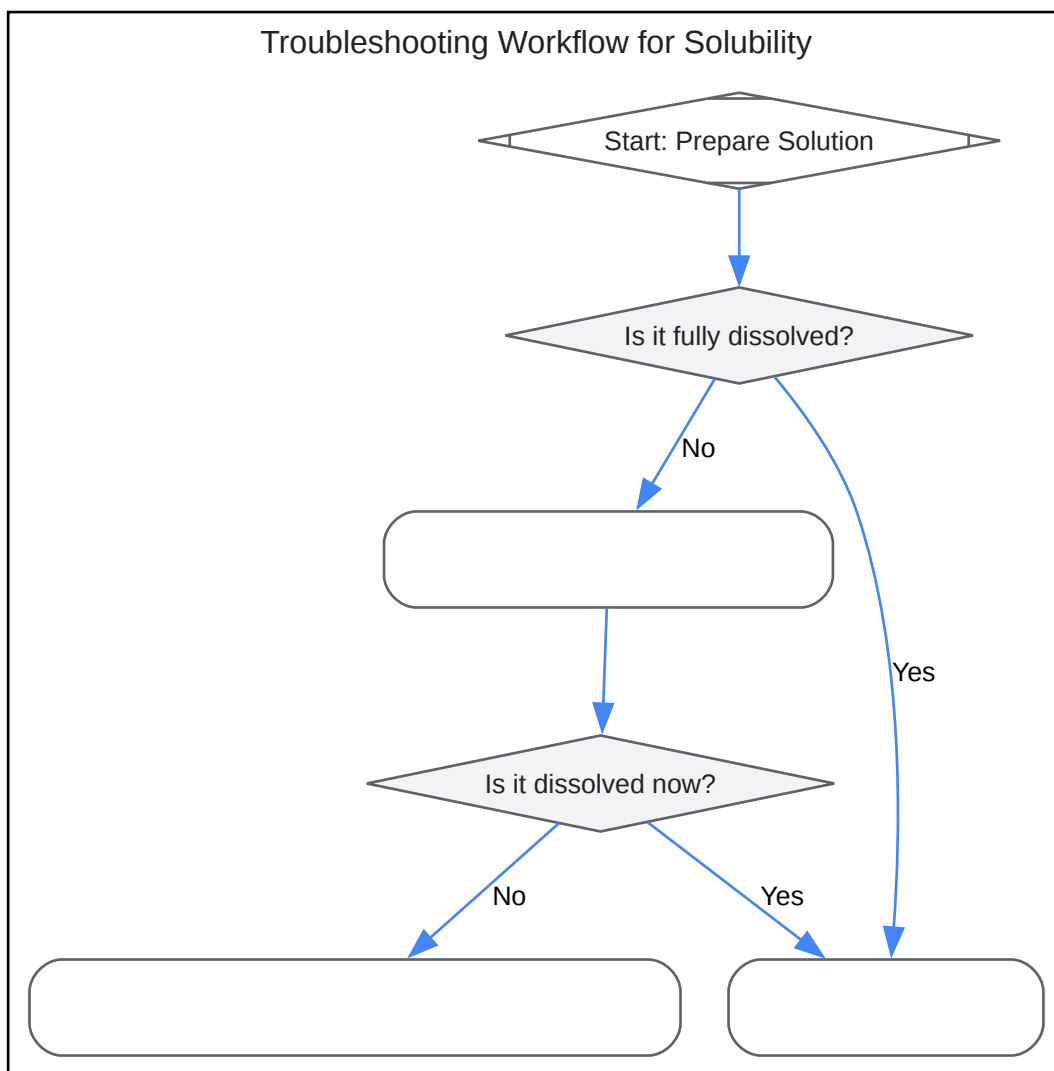 Troubleshooting Workflow for Solubility
Start: Prepare Solution
Is it fully dissolved?
No
Yes
Is it dissolved now?
No
Yes